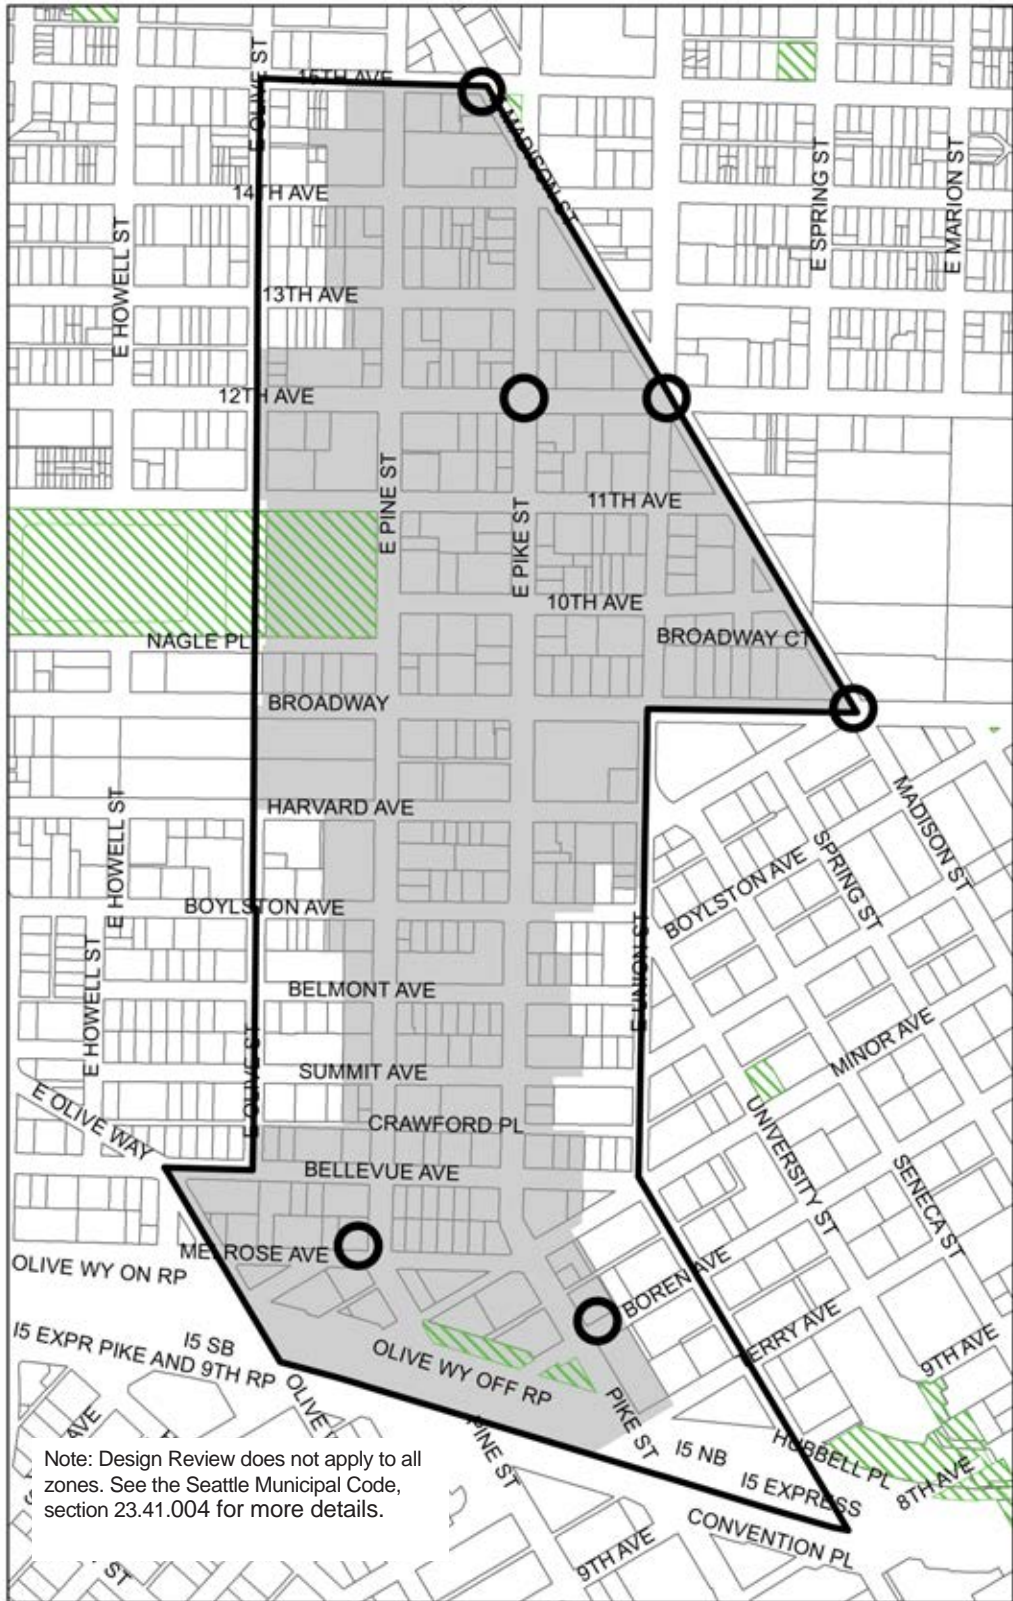 15TH AVE
E OLIVE ST
MADISON ST
14TH AVE
E SPRING ST
E MARION ST
E HOWELL ST
13TH AVE
12TH AVE
E PINE ST
11TH AVE
E PIKE ST
10TH AVE
NAGLE PL
BROADWAY CT
BROADWAY
HARVARD AVE
E HOWELL ST
MADISON ST
SPRING ST
BOYLSTON AVE
BOYLSTON AVE
E UNION ST
E HOWELL ST
BELMONT AVE
MINOR AVE
E OLIVE ST
SUMMIT AVE
E OLIVE WAY
CRAWFORD PL
UNIVERSITY ST
BELLEVUE AVE
SENECA ST
MELROSE AVE
OLIVE WY ON RP
BOREN AVE
I5 SB
I5 EXPR PIKE AND 9TH RP
OLIVE WY OFF RP
9TH AVE
PIKE ST
PINE ST
I5 NB
HUBBELL PL
I5 EXPRESS
8TH AVE
CONVENTION PL
9TH AVE
Note: Design Review does not apply to all
zones. See the Seattle Municipal Code,
section 23.41.004 for more details.